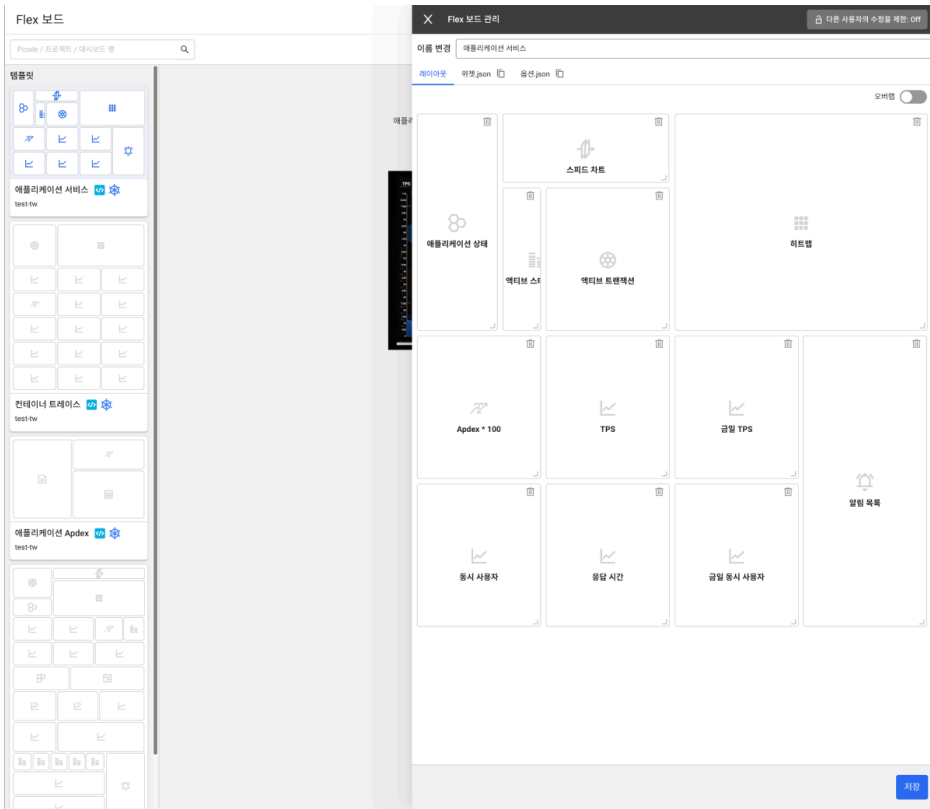 Flex 보드
Pcode / 프로젝트 / 대시보드 명
템플릿
애플리케이션 서비스
test-tw
컨테이너 트레이스
test-tw
애플리케이션 Apdex
test-tw
TPS
Flex 보드 관리
다른 사용자의 수정을 제한: Off
이름 변경
애플리케이션 서비스
레이아웃
위젯.json
옵션.json
오버랩
스피드 차트
애플리케이션 상태
액티브 스
액티브 트랜잭션
히트맵
Apdex * 100
TPS
금일 TPS
알림 목록
동시 사용자
응답 시간
금일 동시 사용자
저장